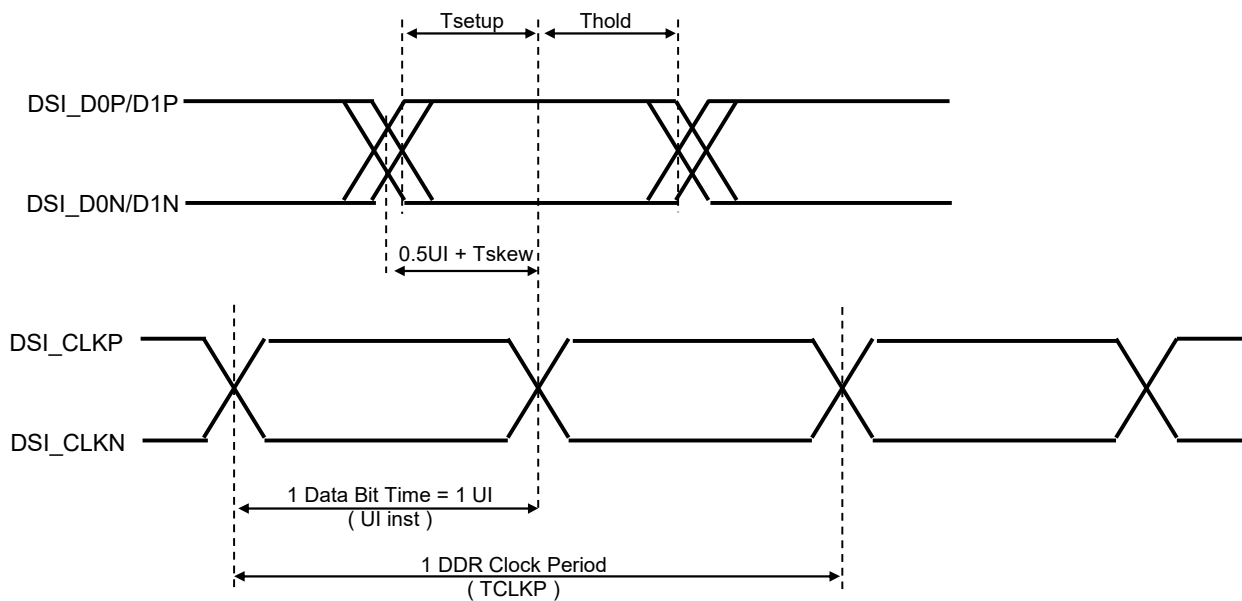 Tsetup
Thold
DSI_D0P/D1P
DSI_D0N/D1N
0.5UI + Tskew
DSI_CLKP
DSI_CLKN
1 Data Bit Time = 1 UI
( UI inst )
1 DDR Clock Period
( TCLKP )